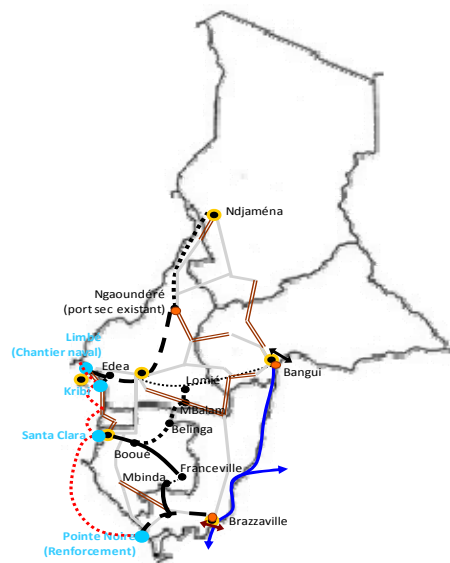 Ndjaména
Ngaoundéré
(port sec existant)
Limbé
(Chantier naval)
Edea
Lomié
Bangui
Kribi
MBalam
Belinga
Santa Clara
Booué
Franceville
Mbinda
Brazzaville
Pointe Noire
(Renforcement)